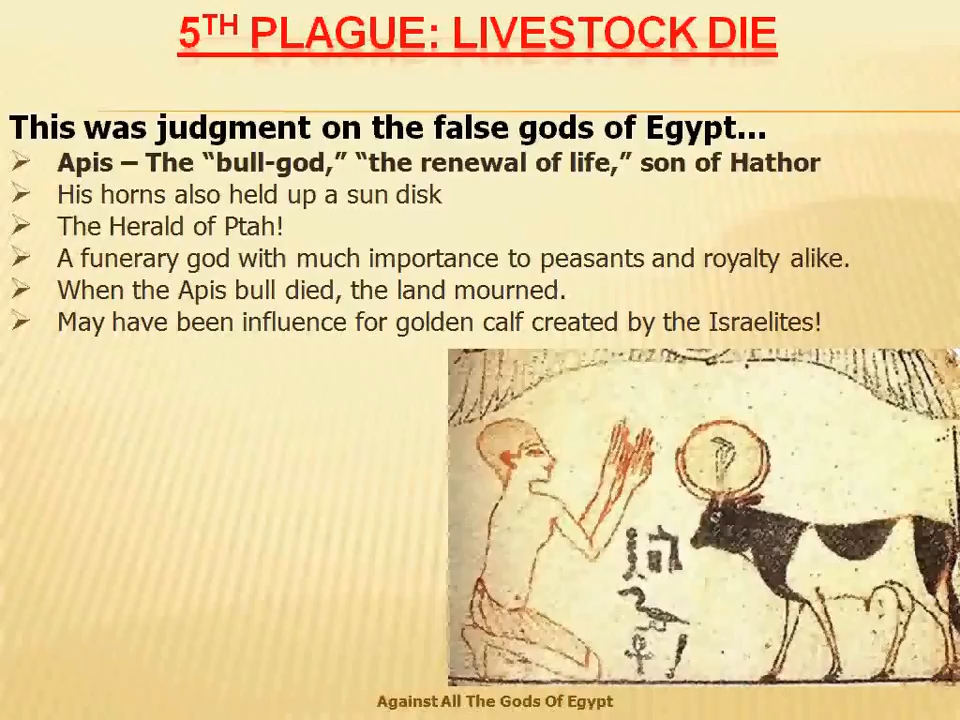 5TH PLAGUE: LIVESTOCK DIE
This was judgment on the false gods of Egypt...
Apis – The “bull-god,” “the renewal of life,” son of Hathor
His horns also held up a sun disk
The Herald of Ptah!
A funerary god with much importance to peasants and royalty alike.
When the Apis bull died, the land mourned.
May have been influence for golden calf created by the Israelites!
Against All The Gods Of Egypt